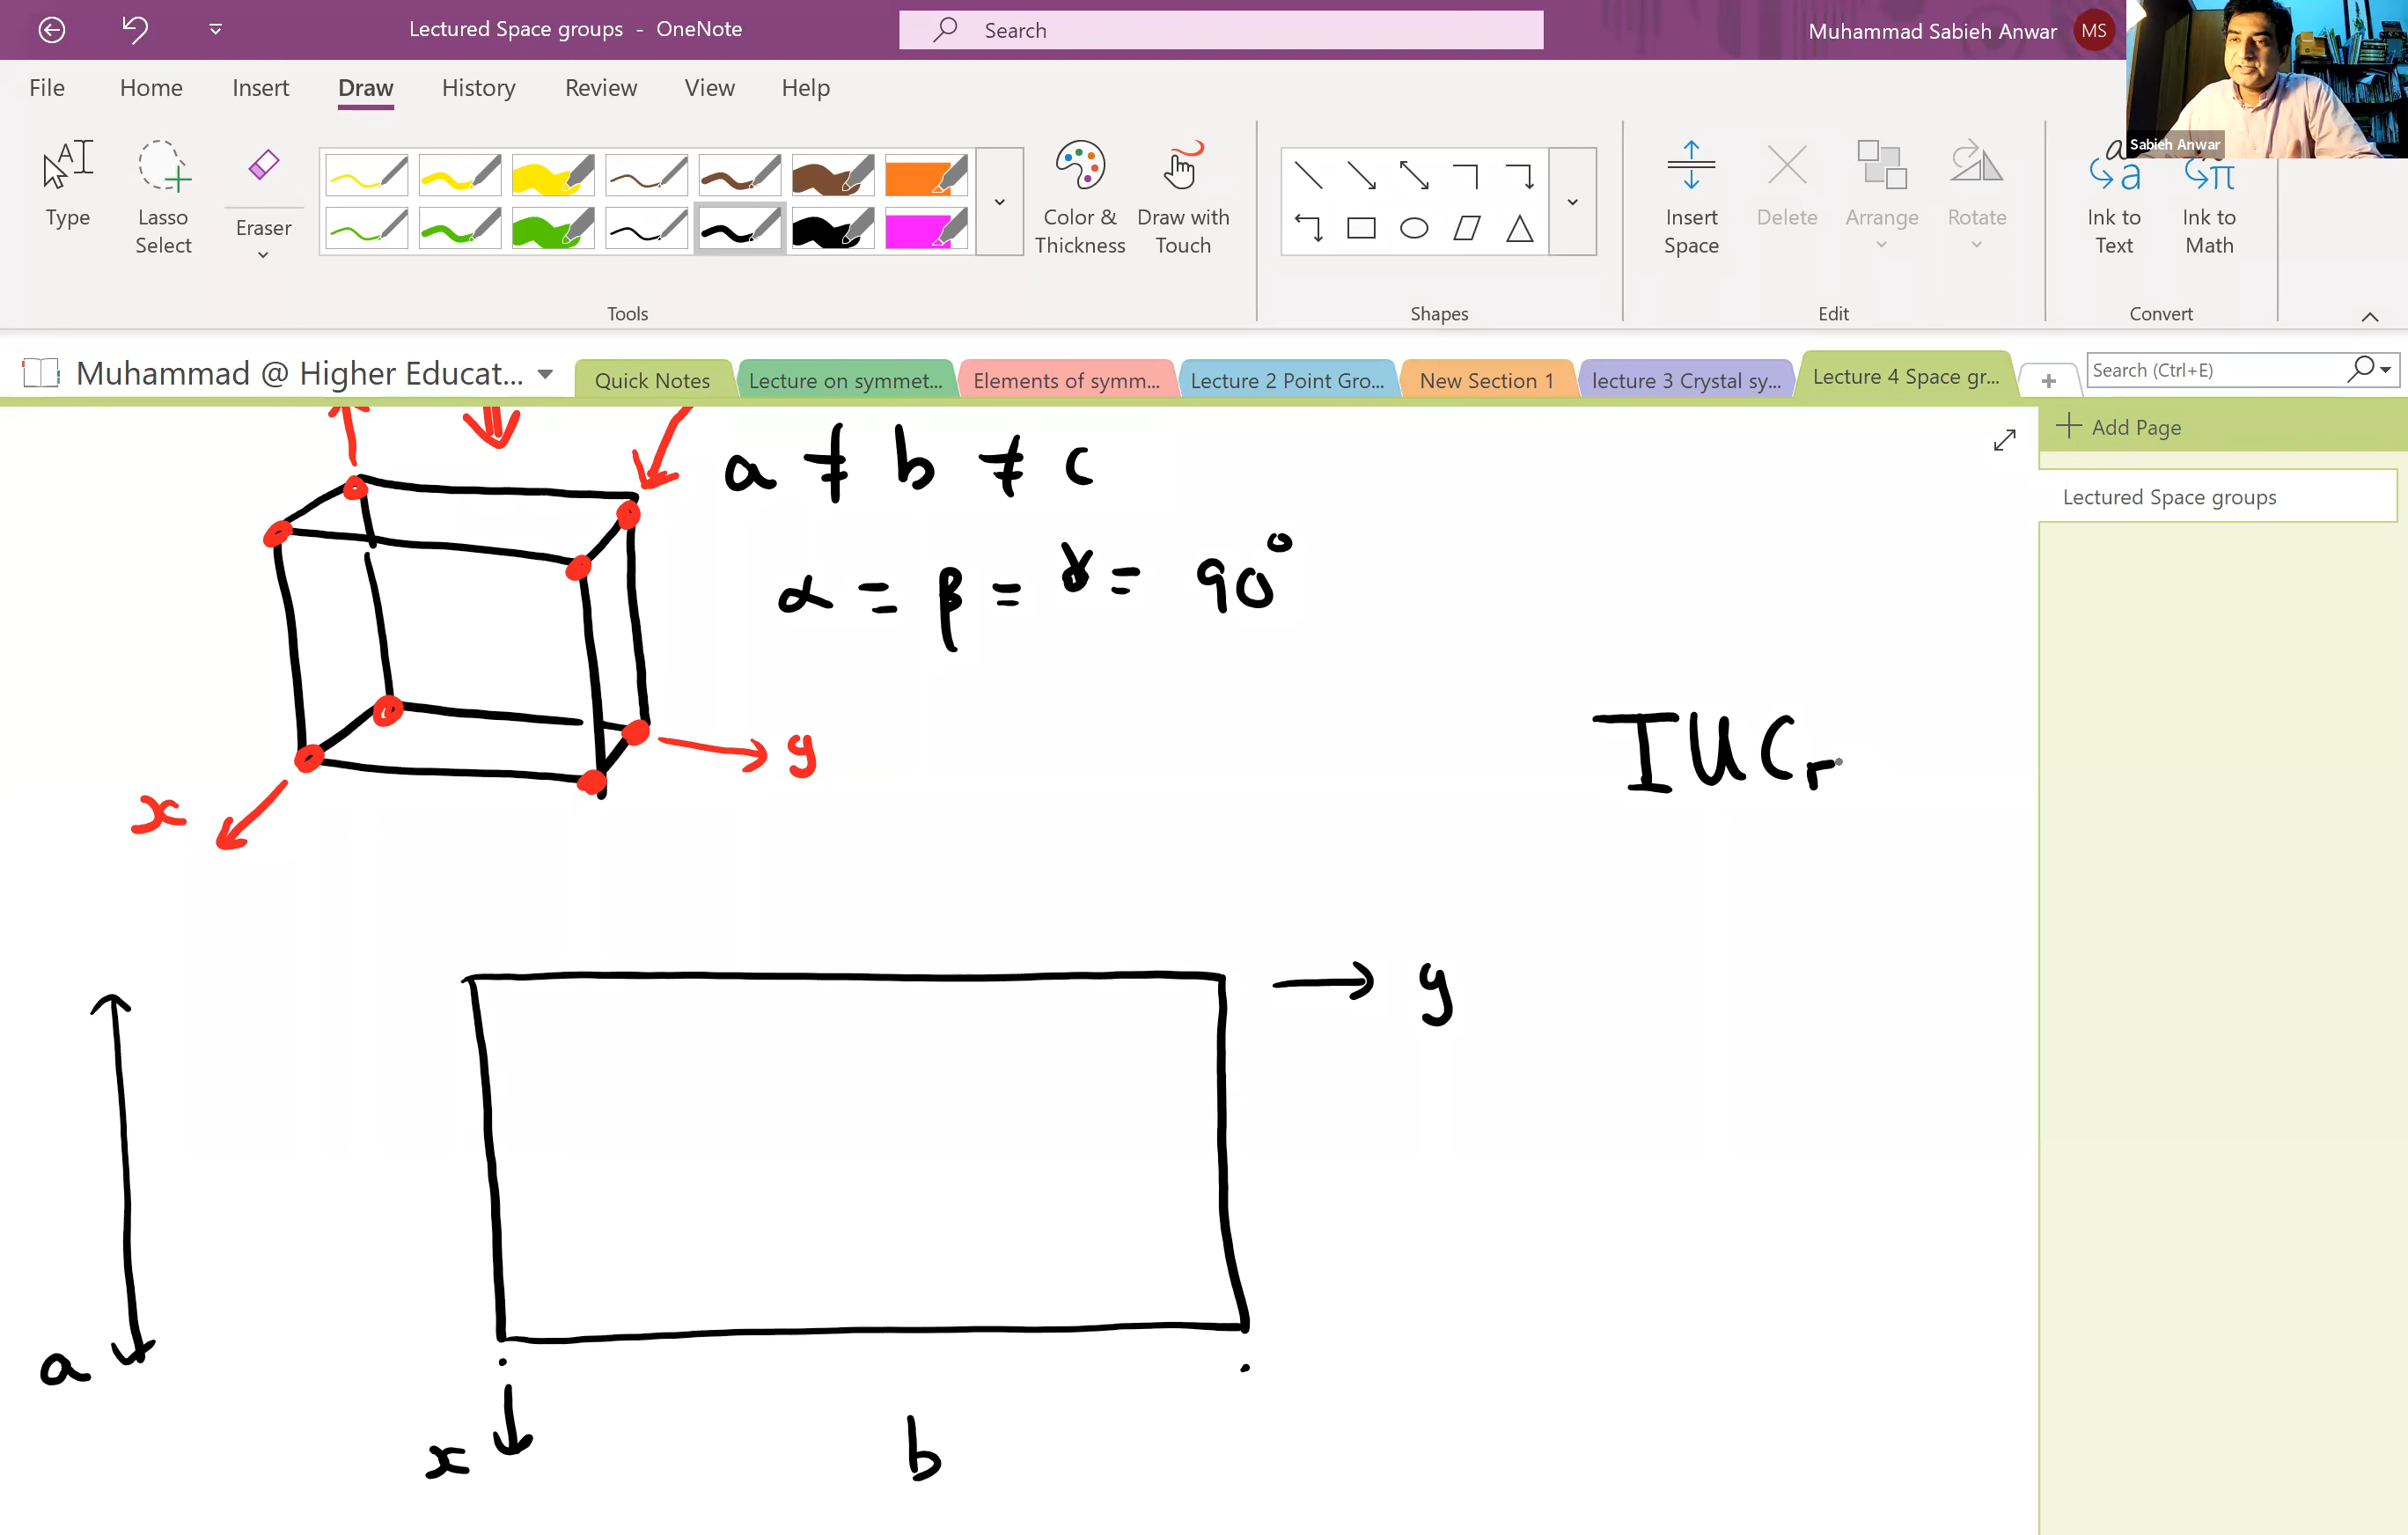 Lectured Space groups - OneNote
Search
Muhammad Sabieh Anwar MS
File Home Insert Draw History Review View Help
Sabieh Anwar
Type
Lasso Select
Eraser
Color & Thickness
Draw with Touch
Insert Space
Delete
Arrange
Rotate
Ink to Text
Ink to Math
Tools
Shapes
Edit
Convert
Muhammad @ Higher Educat...
Quick Notes
Lecture on symmet...
Elements of symm...
Lecture 2 Point Gro...
New Section 1
lecture 3 Crystal sy...
Lecture 4 Space gr...
Search (Ctrl+E)
Add Page
Lectured Space groups
a ≠ b ≠ c
α = β = γ = 90°
IUCr
y
x
y
a
x
b